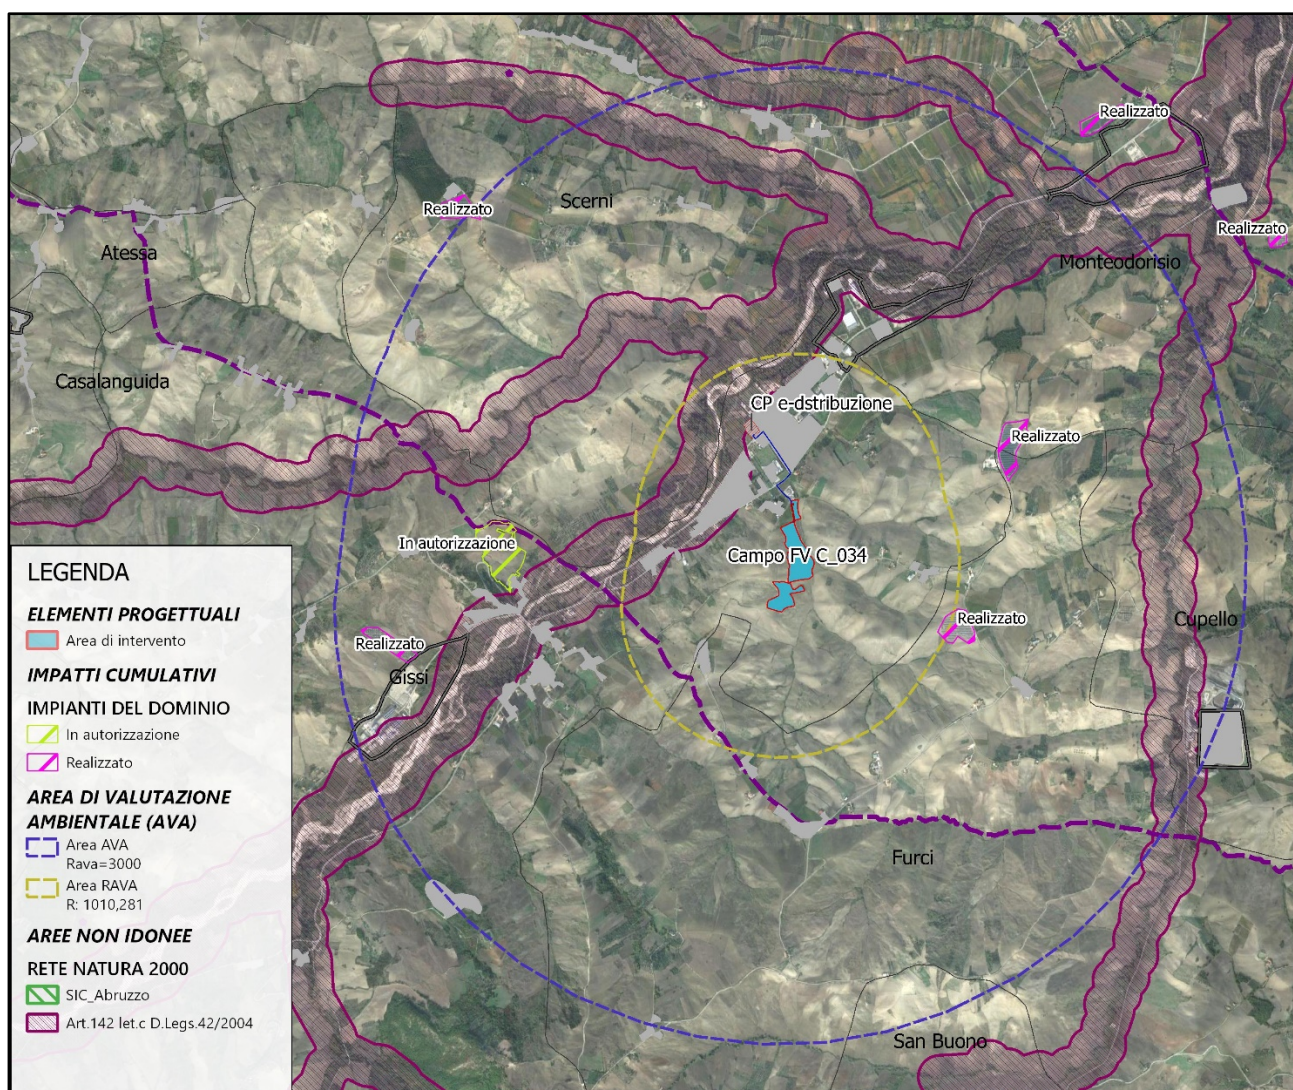 Realizzato
Realizzato
Scerni
Realizzato
Atessa
Monteodorisio
Casalanguida
CP e-dstribuzione
Realizzato
In autorizzazione
Campo FV C_034
Realizzato
Cupello
Realizzato
Gissi
Furci
San Buono
LEGENDA
ELEMENTI PROGETTUALI
Area di intervento
IMPATTI CUMULATIVI
IMPIANTI DEL DOMINIO
In autorizzazione
Realizzato
AREA DI VALUTAZIONE
AMBIENTALE (AVA)
Area AVA
Rava=3000
Area RAVA
R: 1010,281
AREE NON IDONEE
RETE NATURA 2000
SIC_Abruzzo
Art.142 let.c D.Legs.42/2004